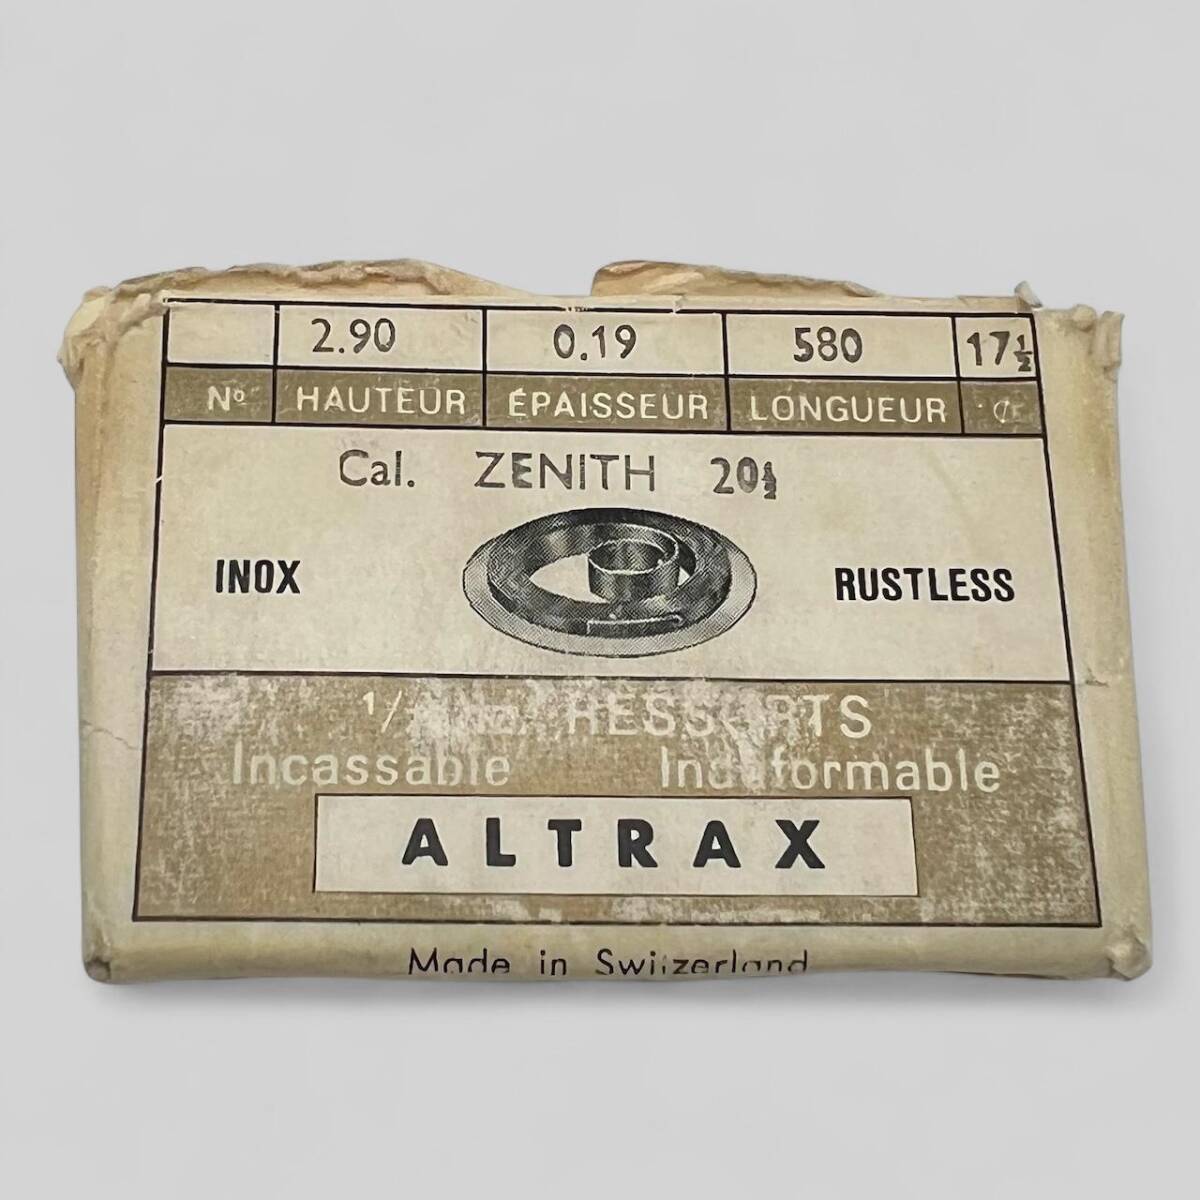 2.90 0.19 580 17½
Nº HAUTEUR ÉPAISSEUR LONGUEUR
Cal. ZENITH 20½
INOX RUSTLESS
RESSORTS
Incassable Indéformable
ALTRAX
Made in Switzerland